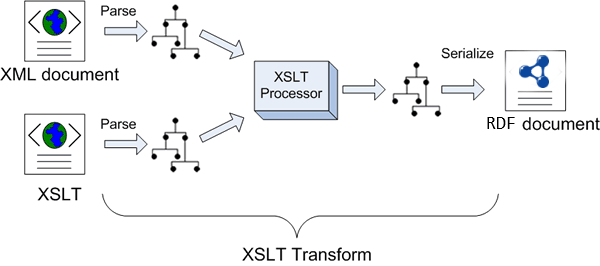 Parse
Serialize
XML document
XSLT
Processor
RDF document
Parse
XSLT
XSLT Transform